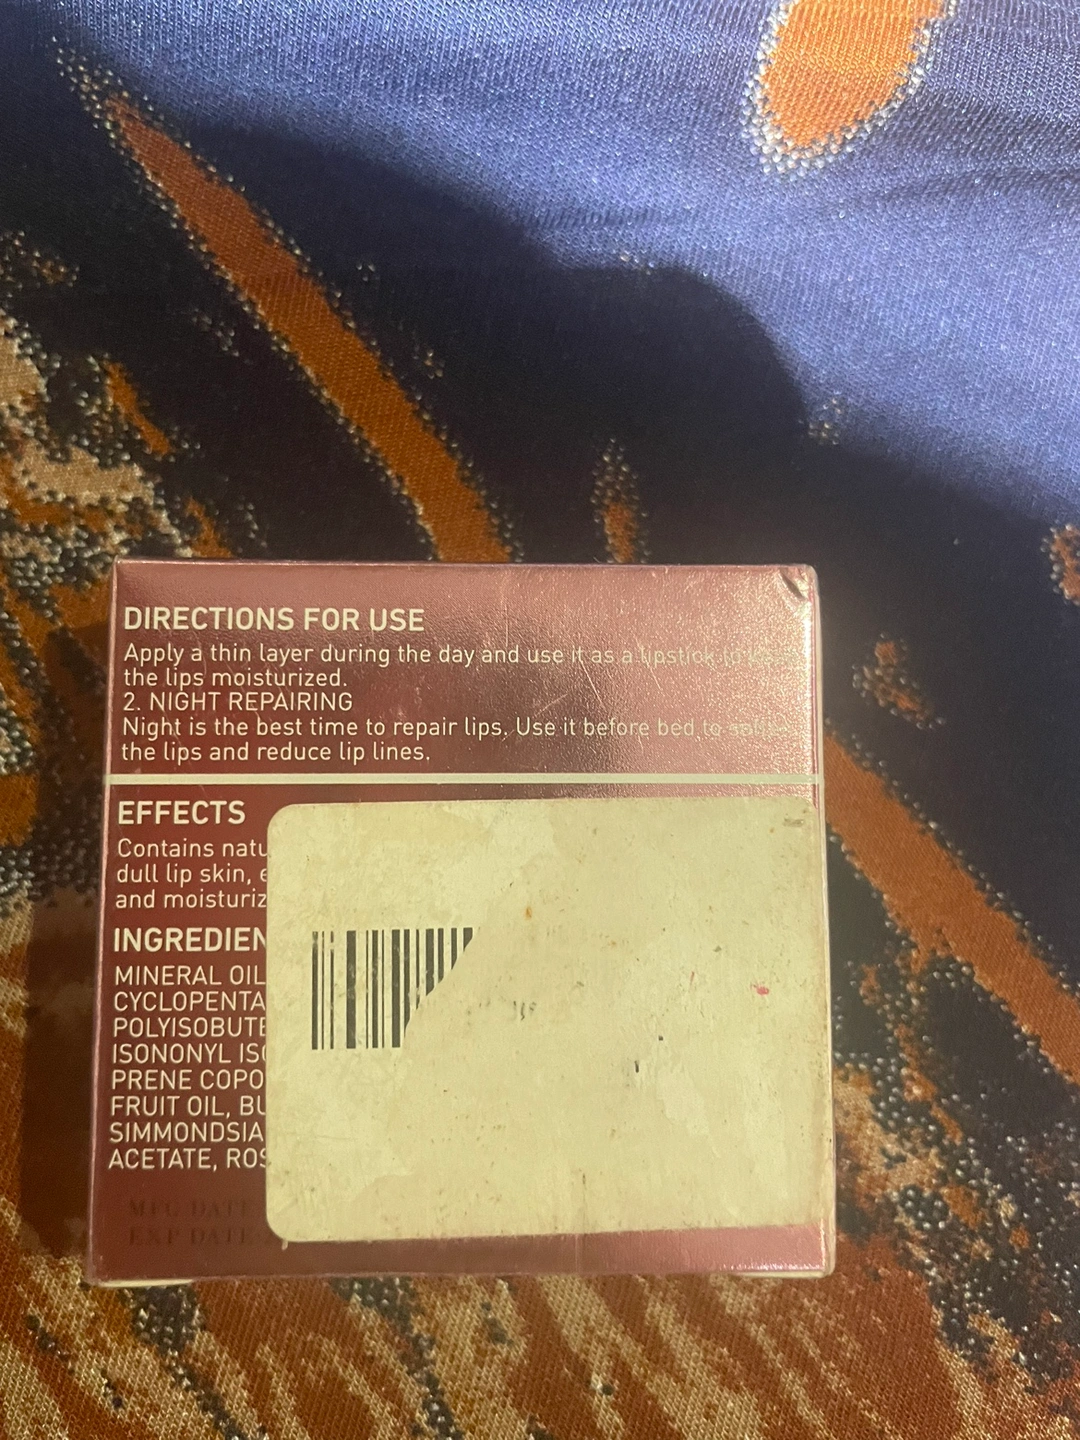 DIRECTIONS FOR USE
Apply a thin layer during the day and use it as a lipstick to
the lips moisturized.
2. NIGHT REPAIRING
Night is the best time to repair lips. Use it before bed to
the lips and reduce lip lines.
EFFECTS
Contains natu
dull lip skin, e
and moisturiz
INGREDIEN
MINERAL OIL
CYCLOPENTA
POLYISOBUTE
ISONONYL ISO
PRENE COPO
FRUIT OIL, BU
SIMMONDSIA
ACETATE, ROS
MFG DATE
EXP DATE